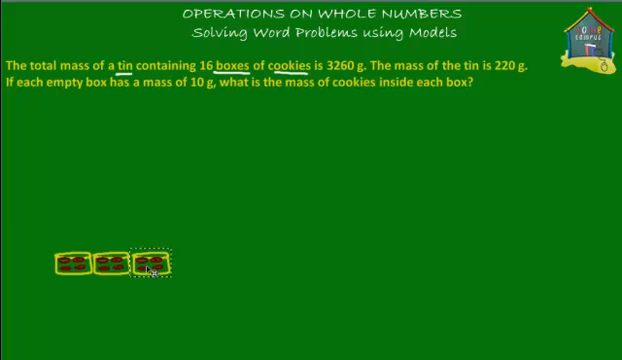 OPERATIONS ON WHOLE NUMBERS
Solving Word Problems using Models
HOME
CAMPUS
The total mass of a tin containing 16 boxes of cookies is 3260 g. The mass of the tin is 220 g.
If each empty box has a mass of 10 g, what is the mass of cookies inside each box?